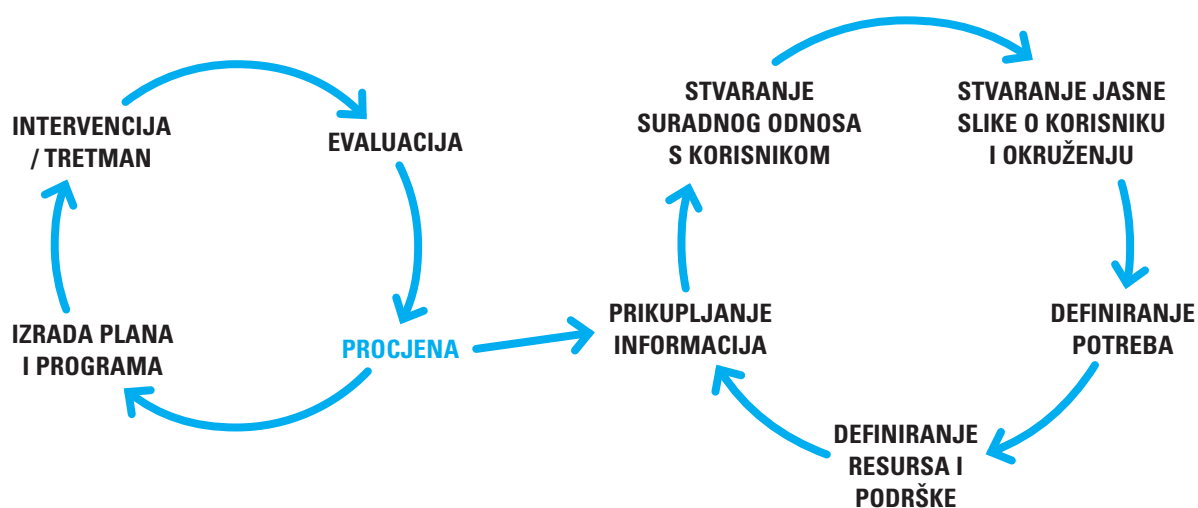 INTERVENCIJA
/ TRETMAN
EVALUACIJA
IZRADA PLANA
I PROGRAMA
PROCJENA
STVARANJE
SURADNOG ODNOSA
S KORISNIKOM
STVARANJE JASNE
SLIKE O KORISNIKU
I OKRUŽENJU
PRIKUPLJANJE
INFORMACIJA
DEFINIRANJE
POTREBA
DEFINIRANJE
RESURSA I
PODRŠKE